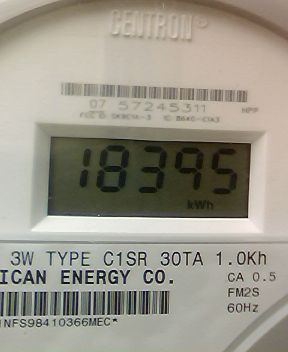 CENTRON®
07 57245311 HPP
18395
kWh
3W TYPE C1SR 30TA 1.0Kh
ICAN ENERGY CO. CA 0.5
FM2S
NFS98410366MEC* 60Hz